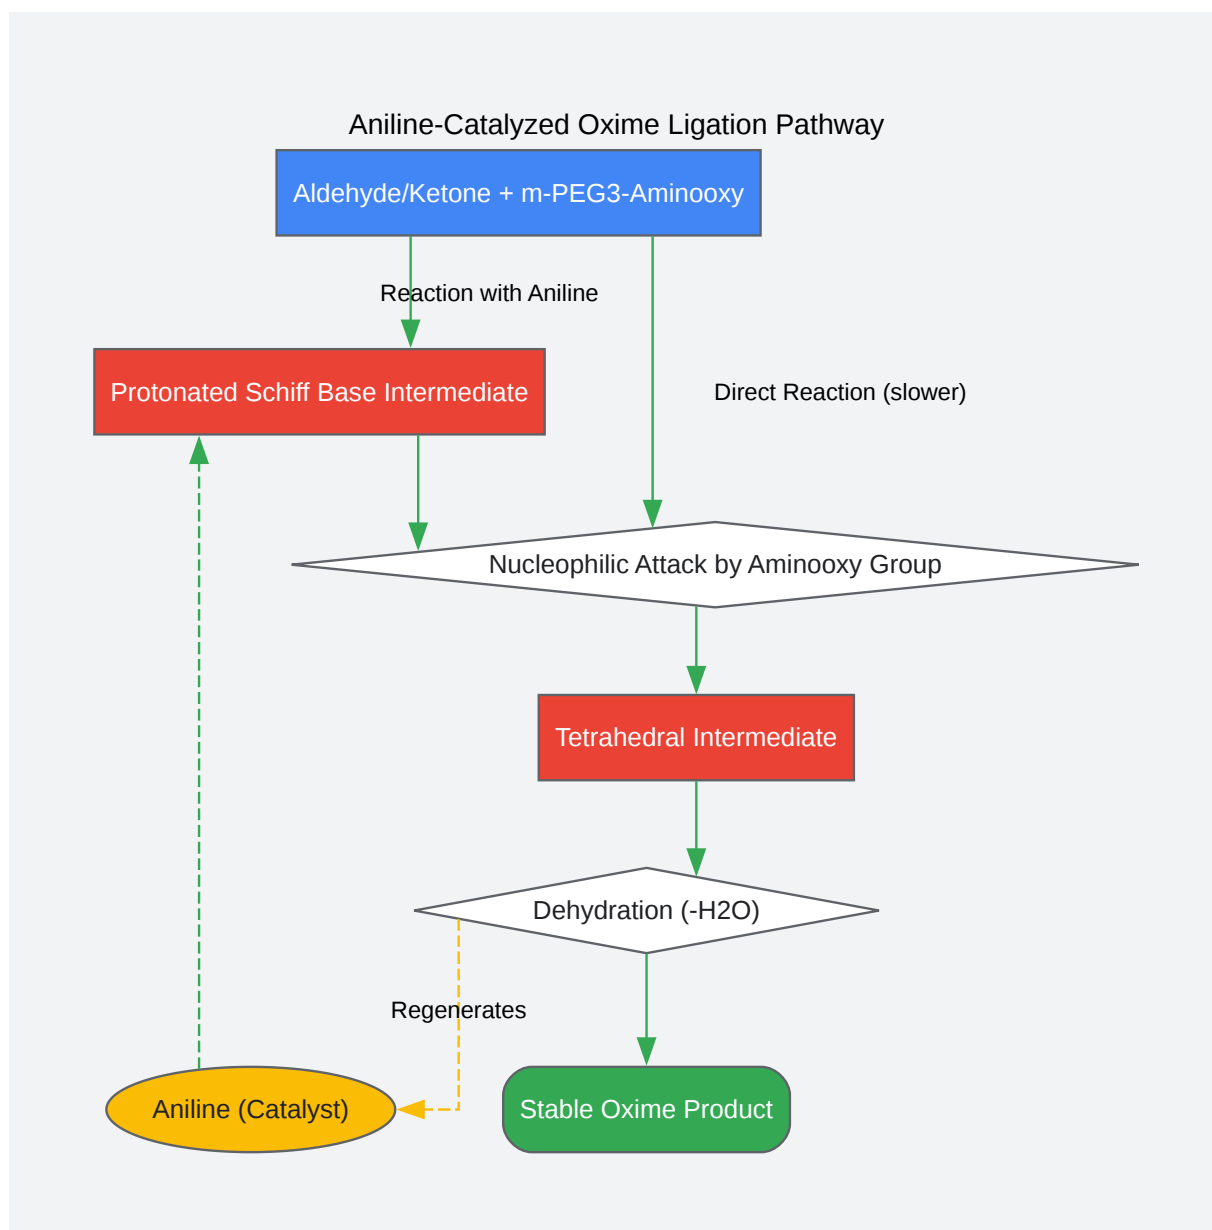 Aniline-Catalyzed Oxime Ligation Pathway
Aldehyde/Ketone + m-PEG3-Aminooxy
Reaction with Aniline
Protonated Schiff Base Intermediate
Direct Reaction (slower)
Nucleophilic Attack by Aminooxy Group
Tetrahedral Intermediate
Dehydration (-H2O)
Regenerates
Aniline (Catalyst)
Stable Oxime Product